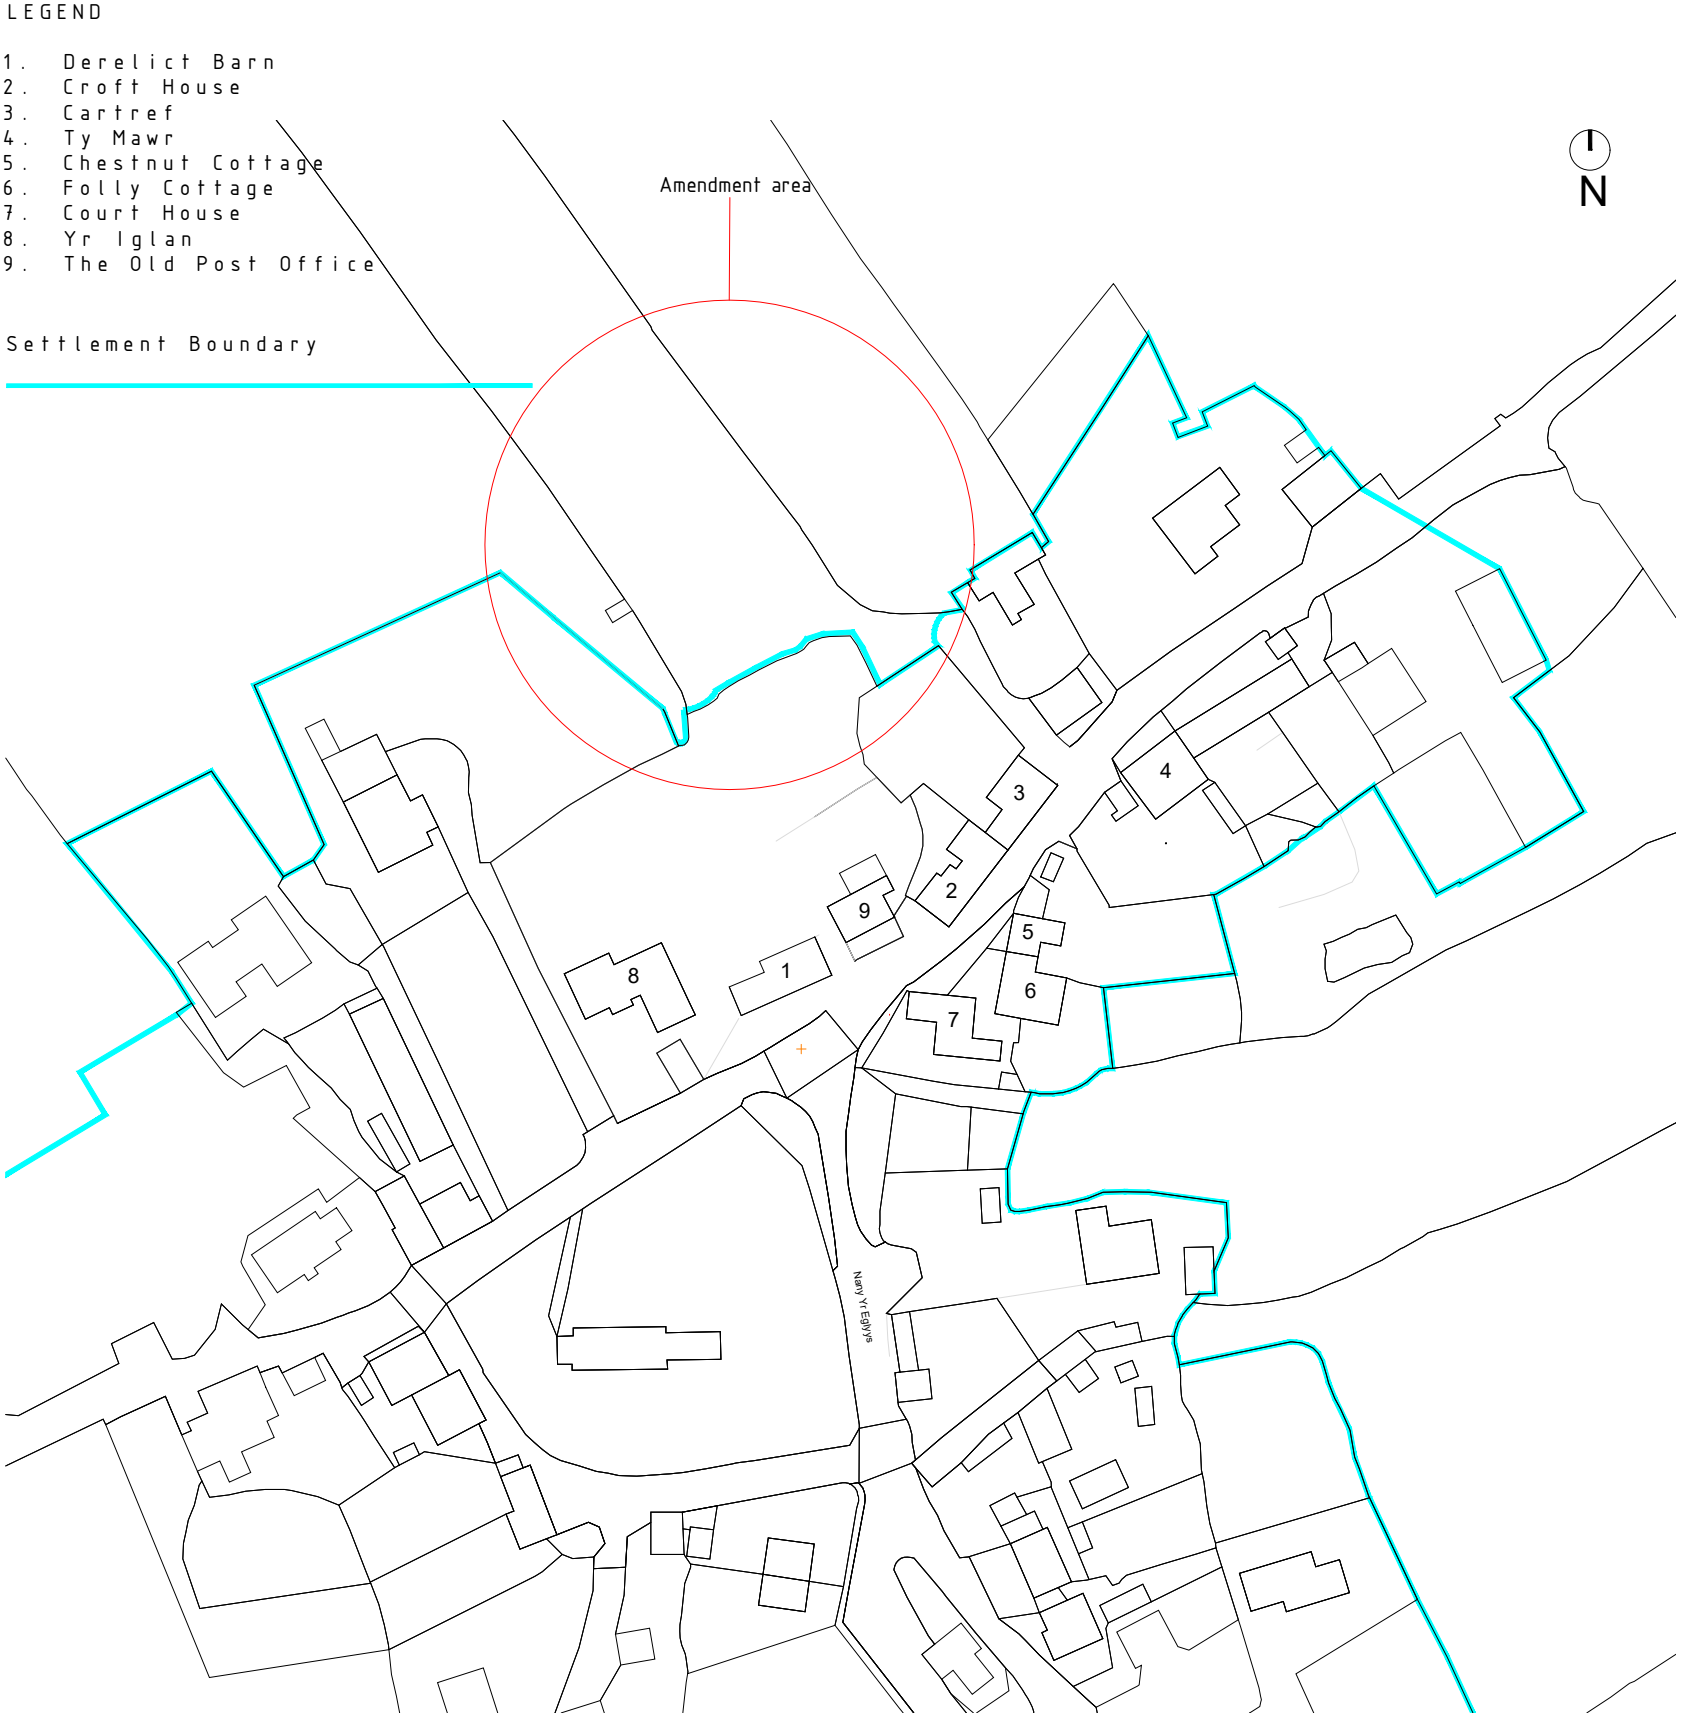 LEGEND
1. Derelict Barn
2. Croft House
3. Cartref
4. Ty Mawr
5. Chestnut Cottage
6. Folly Cottage
7. Court House
8. Yr Iglan
9. The Old Post Office
Amendment area
N
Settlement Boundary
4
3
2
9
5
1
8
6
7
Nany Yr Eglyys